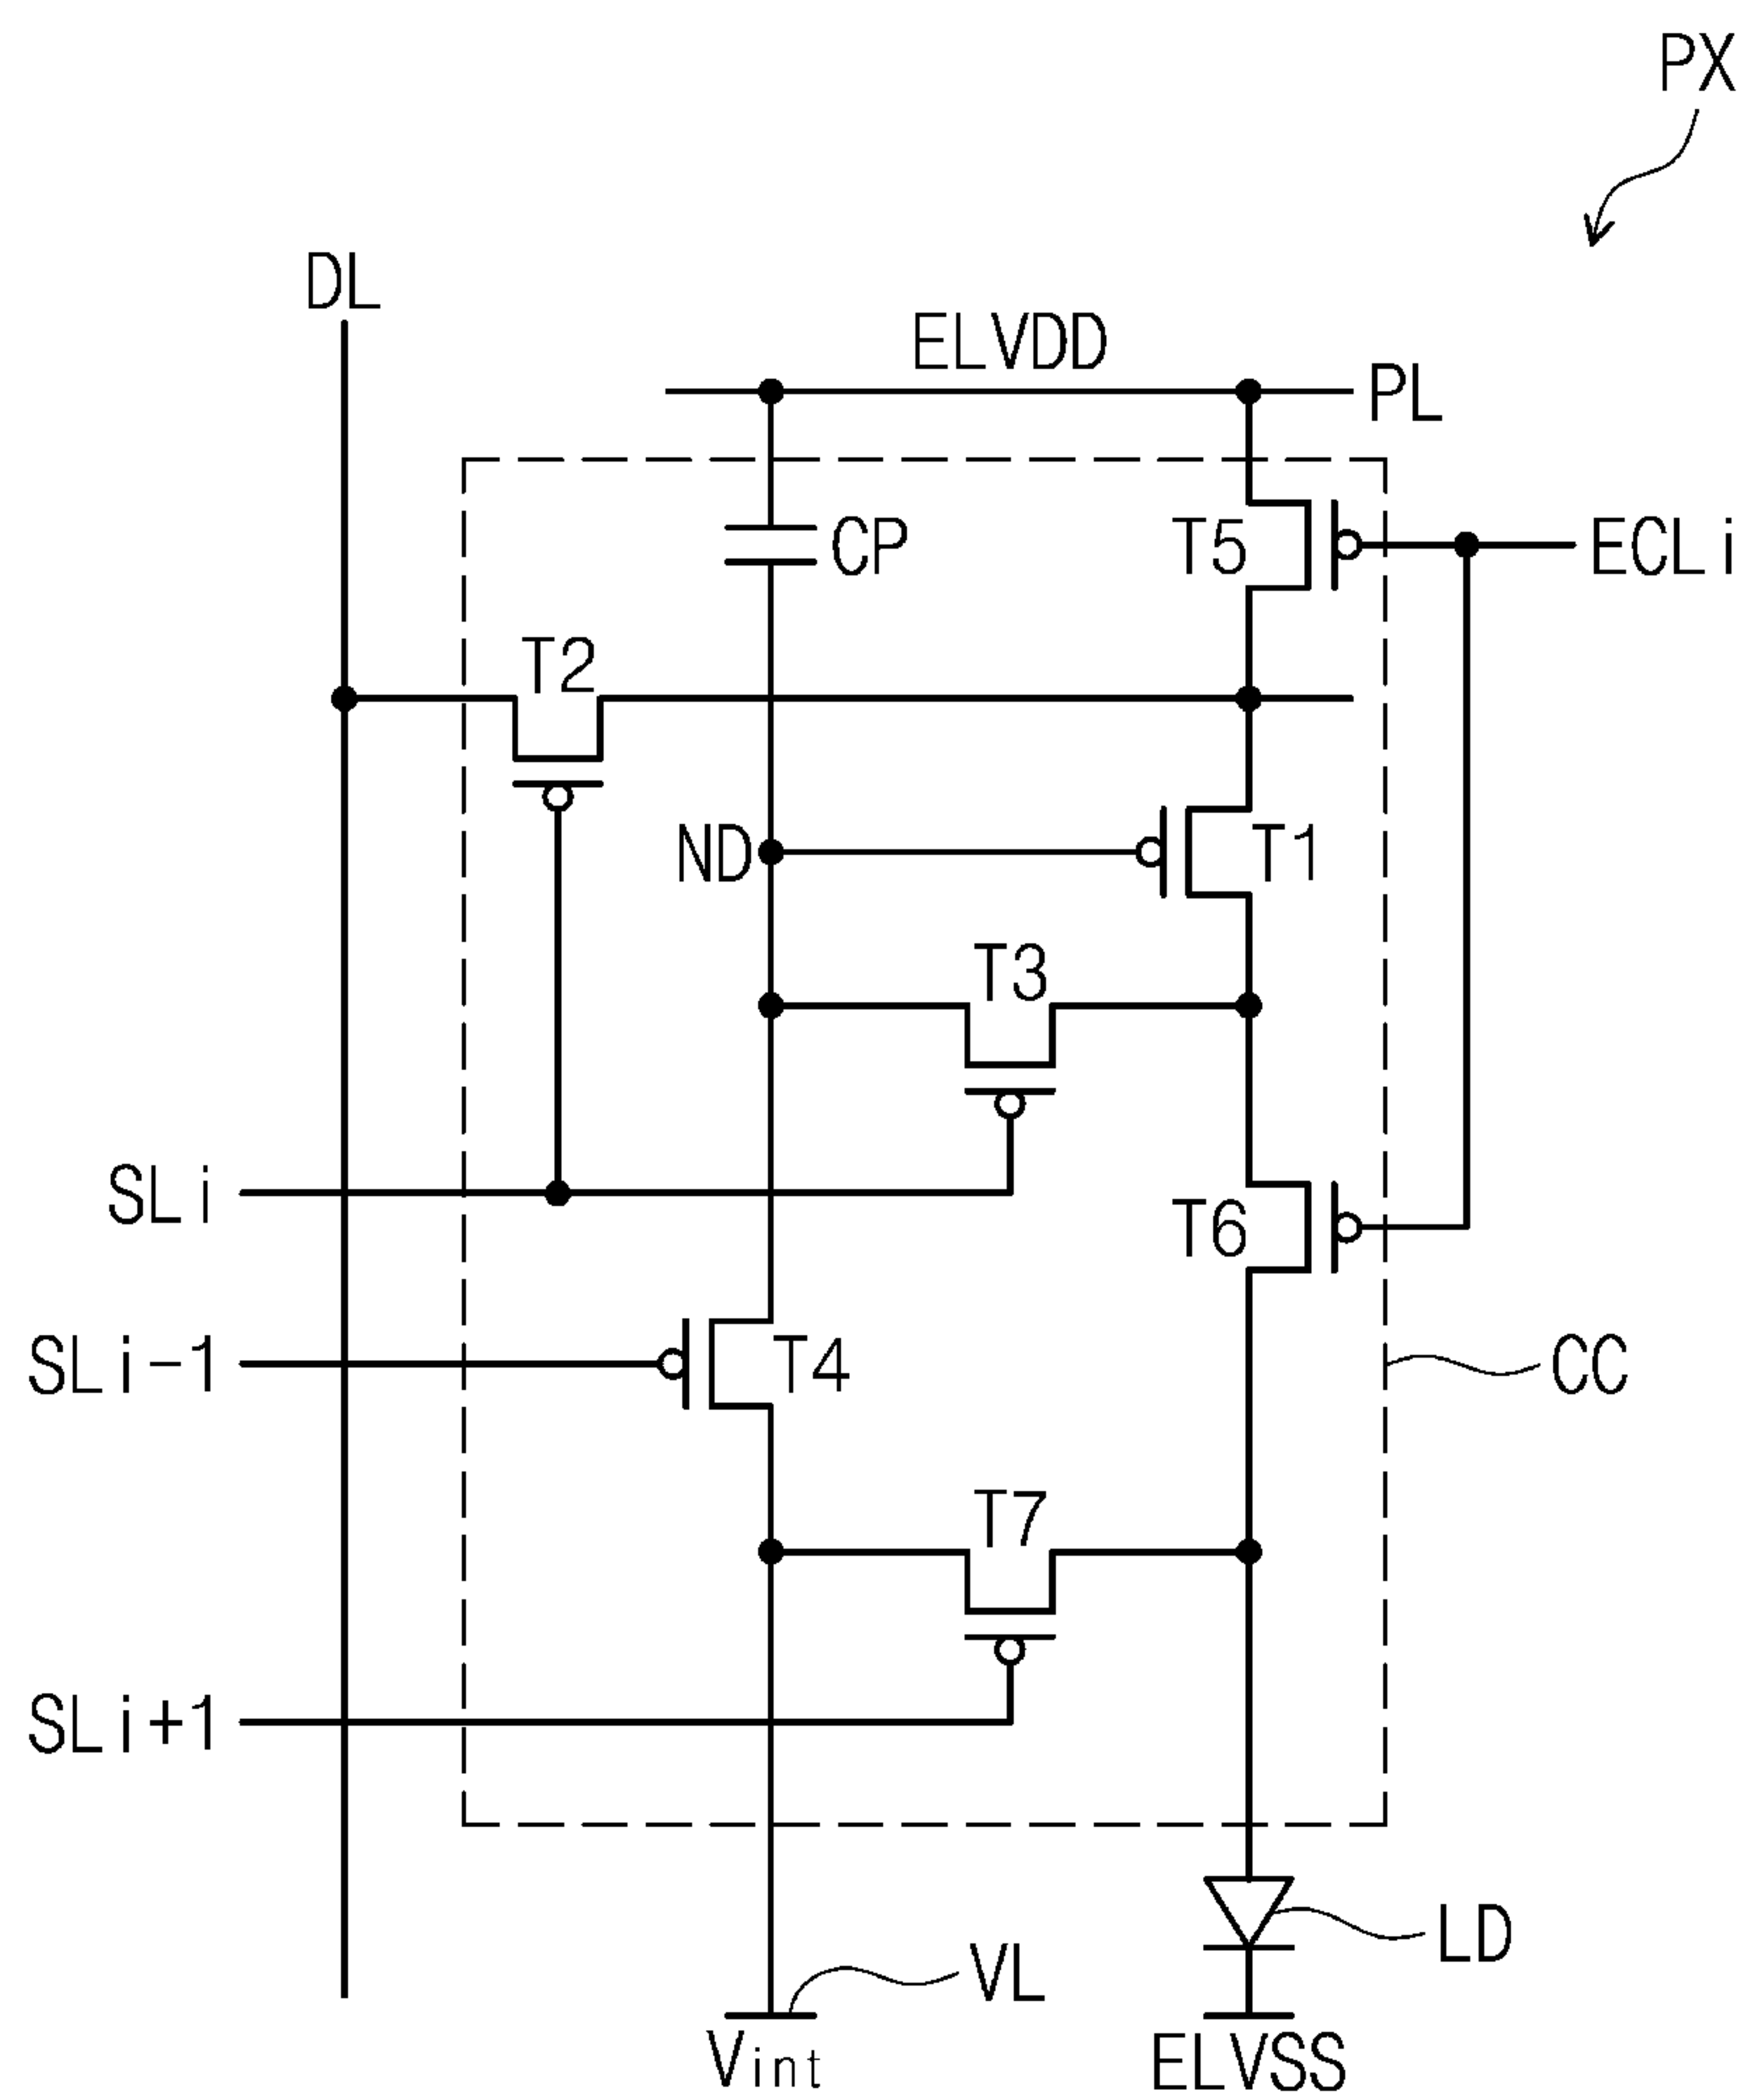 PX
DL
ELVDD
PL
CP
T5
ECLi
T2
ND
T1
T3
SLi
T6
SLi-1
T4
CC
T7
SLi+1
LD
VL
Vint
ELVSS